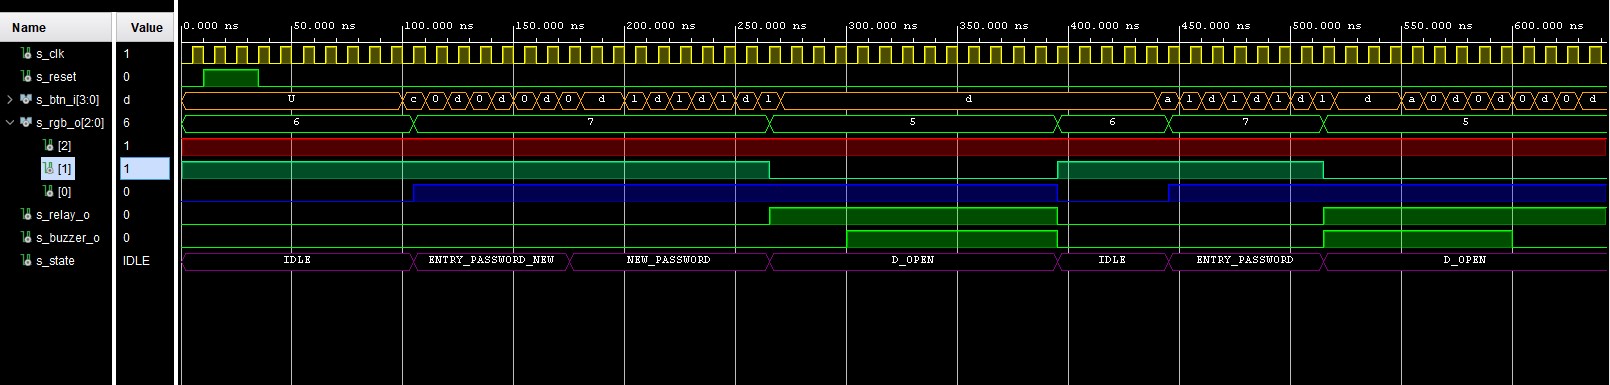 Name Value 0.000 ns 50.000 ns 100.000 ns 150.000 ns 200.000 ns 250.000 ns 300.000 ns 350.000 ns 400.000 ns 450.000 ns 500.000 ns 550.000 ns 600.000 ns
s_clk 1
s_reset 0
s_btn_i[3:0] d U c 0 d 0 d 0 d 0 d 1 d 1 d 1 d 1 d a 1 d 1 d 1 d 1 d a 0 d 0 d 0 d 0 d
s_rgb_o[2:0] 6 6 7 5 6 7 5
[2] 1
[1] 1
[0] 0
s_relay_o 0
s_buzzer_o 0
s_state IDLE IDLE ENTRY_PASSWORD_NEW NEW_PASSWORD D_OPEN IDLE ENTRY_PASSWORD D_OPEN